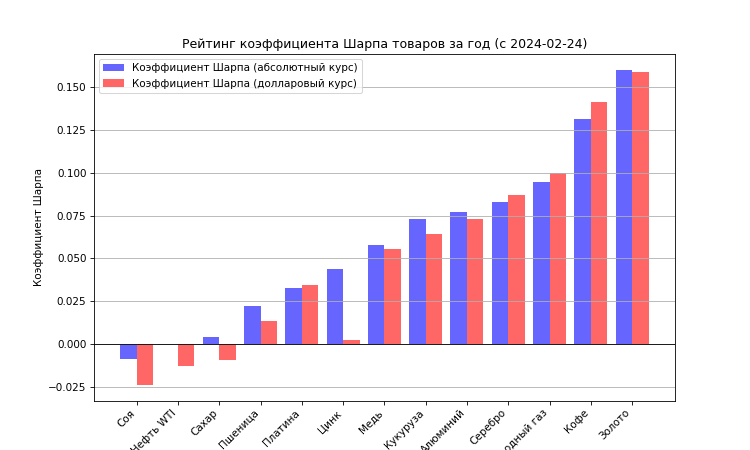 Рейтинг коэффициента Шарпа товаров за год (с 2024-02-24)
Коэффициент Шарпа (абсолютный курс)
Коэффициент Шарпа (долларовый курс)
Коэффициент Шарпа
0.150
0.125
0.100
0.075
0.050
0.025
0.000
−0.025
Соя
Нефть WTI
Сахар
Пшеница
Платина
Цинк
Медь
Кукуруза
Алюминий
Серебро
газ
Кофе
Золото